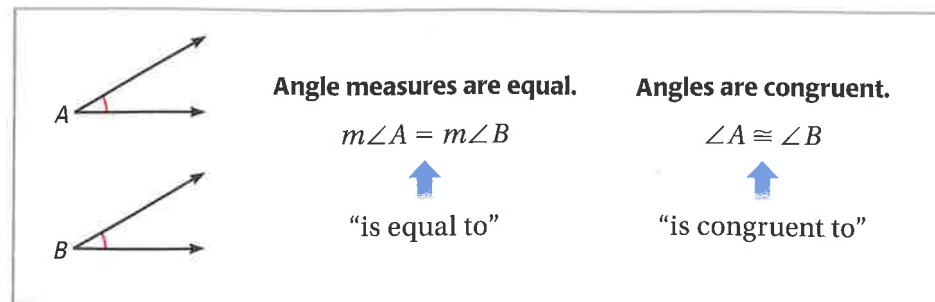 A
B
Angle measures are equal.
m∠A = m∠B
"is equal to"
Angles are congruent.
∠A ≅ ∠B
"is congruent to"